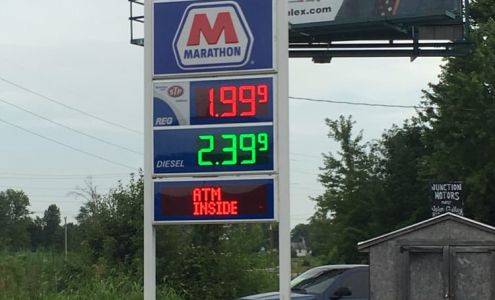 lex.com
M
MARATHON
STP
REG
1.99 9
DIESEL
2.39 9
ATM
INSIDE
JUNCTION
MOTORS